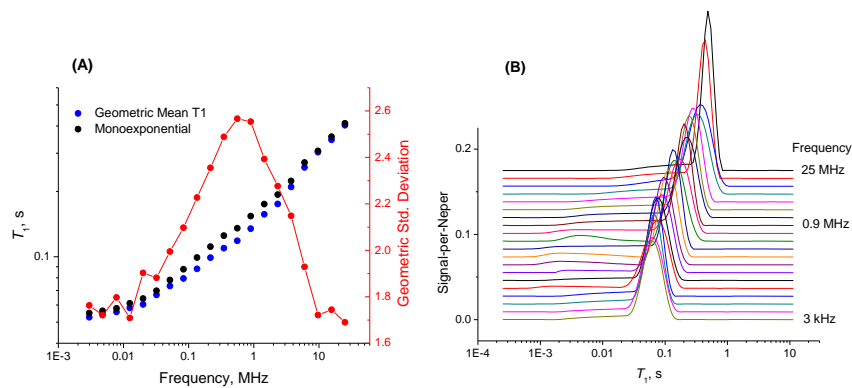 (A)
Geometric Mean T1
Monoexponential
T1, s
0.1
1E-3
0.01
0.1
1
10
Frequency, MHz
2.6
2.4
2.2
2.0
1.8
1.6
Geometric Std. Deviation
(B)
Frequency
25 MHz
0.9 MHz
3 kHz
Signal-per-Neper
0.2
0.1
0.0
1E-4
1E-3
0.01
0.1
1
10
T1, s